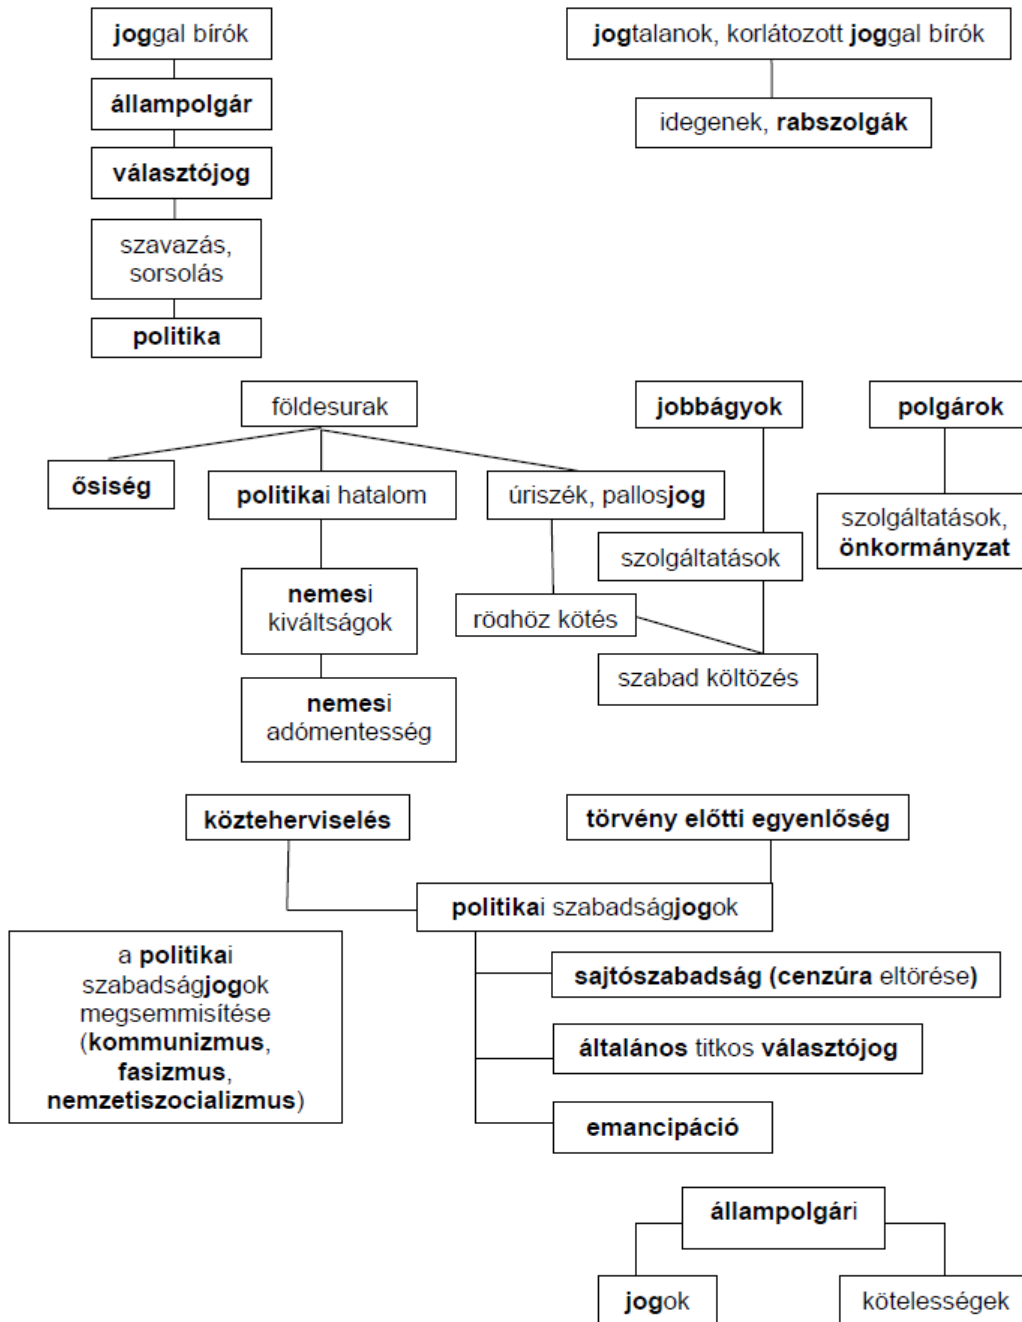 joggal bírók
jogtalanok, korlátozott joggal bírók
állampolgár
idegenek, rabszolgák
választójog
szavazás,
sorsolás
politika
földesurak
jobbágyok
polgárok
ősiség
politikai hatalom
úriszék, pallosjog
szolgáltatások,
önkormányzat
szolgáltatások
nemesi
kiváltságok
röghöz kötés
szabad költözés
nemesi
adómentesség
közteherviselés
törvény előtti egyenlőség
politikai szabadságjogok
a politikai
szabadságjogok
megsemmisítése
(kommunizmus,
fasizmus,
nemzetiszocializmus)
sajtószabadság (cenzúra eltörése)
általános titkos választójog
emancipáció
állampolgári
jogok
kötelességek